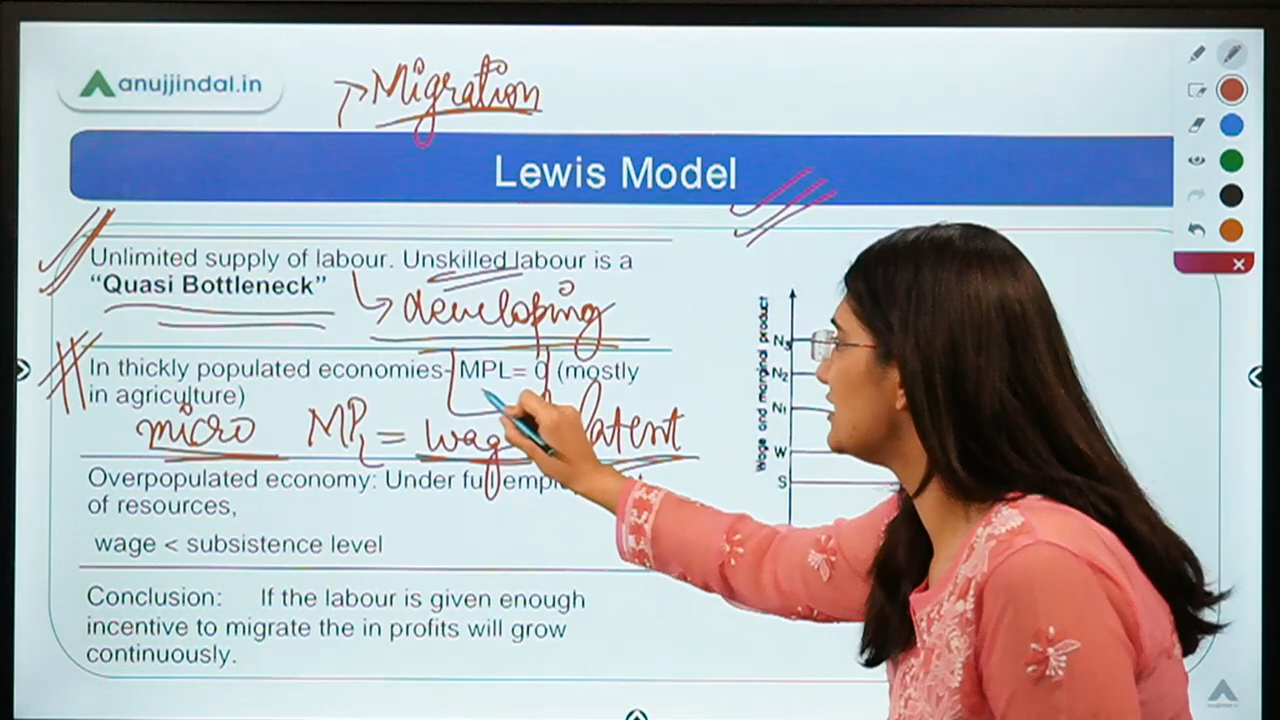 anujjindal.in
Migration
Lewis Model
Unlimited supply of labour. Unskilled labour is a
“Quasi Bottleneck”
developing
In thickly populated economies- MPL= 0 (mostly
in agriculture)
micro MPL = wag latent
Overpopulated economy: Under full
of resources,
wage < subsistence level
Conclusion: If the labour is given enough
incentive to migrate the in profits will grow
continuously.
Wage and marginal product
N3
N2
N1
W
S